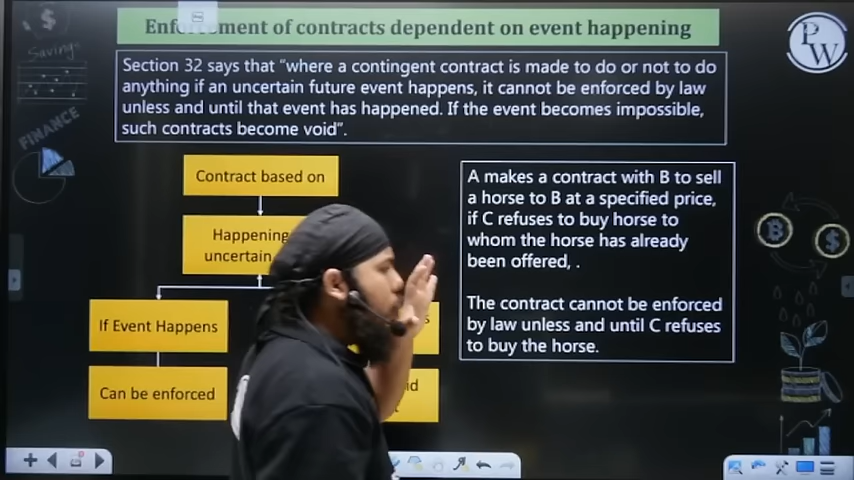 Enforcement of contracts dependent on event happening
Savings
PW
Section 32 says that “where a contingent contract is made to do or not to do
anything if an uncertain future event happens, it cannot be enforced by law
unless and until that event has happened. If the event becomes impossible,
such contracts become void”.
FINANCE
Contract based on
Happening
uncertain
If Event Happens
Can be enforced
A makes a contract with B to sell
a horse to B at a specified price,
if C refuses to buy horse to
whom the horse has already
been offered, .
The contract cannot be enforced
by law unless and until C refuses
to buy the horse.